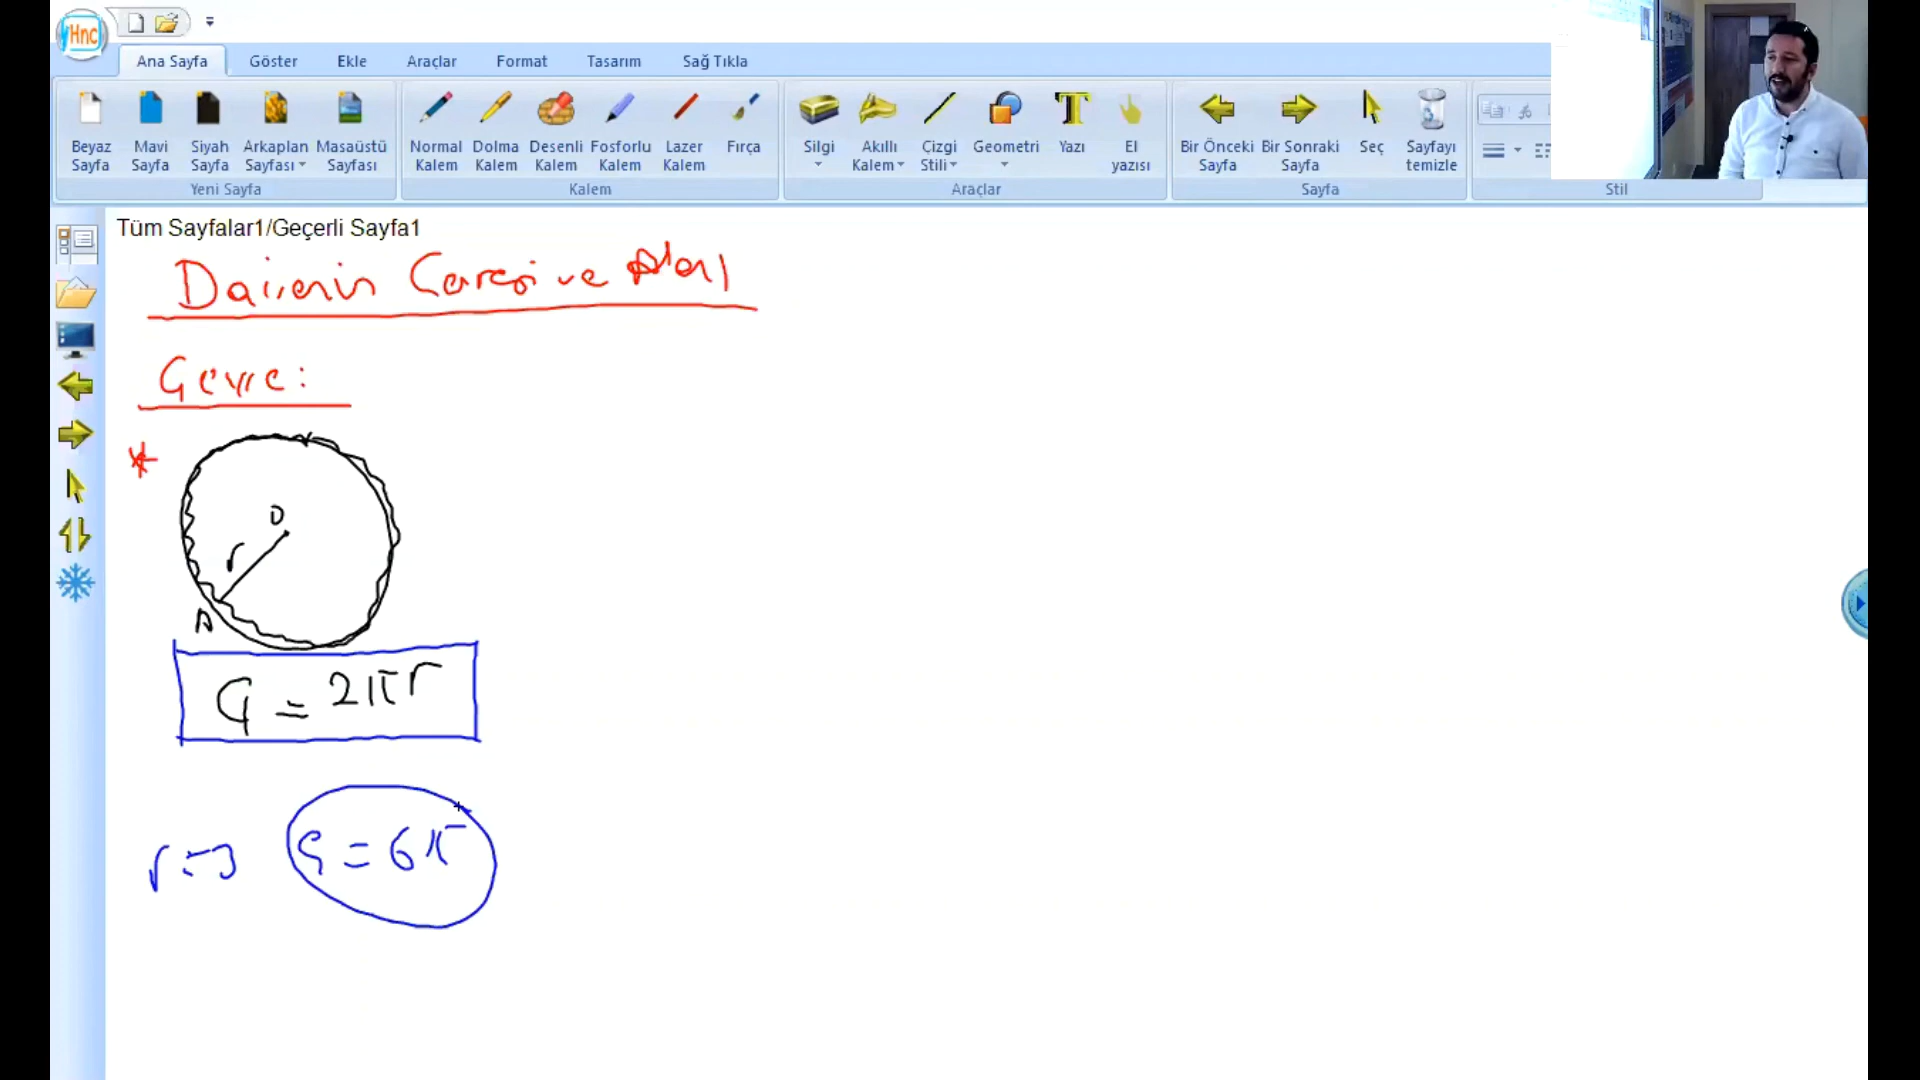 Hnc
Ana Sayfa Göster Ekle Araçlar Format Tasarım Sağ Tıkla
Beyaz Sayfa Mavi Sayfa Siyah Sayfa Arkaplan Sayfası Masaüstü Sayfası Normal Kalem Dolma Kalem Desenli Kalem Fosforlu Kalem Lazer Kalem Fırça Silgi Akıllı Kalem Çizgi Stili Geometri Yazı El yazısı Bir Önceki Sayfa Bir Sonraki Sayfa Seç Sayfayı temizle
Yeni Sayfa Kalem Araçlar Sayfa Stil
Tüm Sayfalar1/Geçerli Sayfa1
Dairenin Çevresi ve Alanı
Çevre:
O
r
A
Ç = 2πr
r=3 Ç = 6π